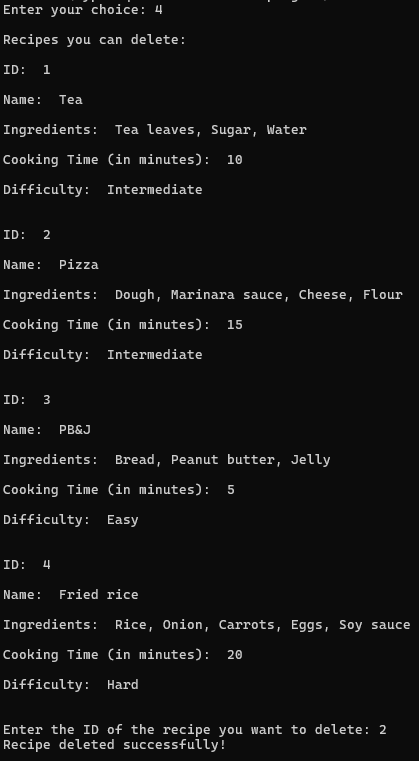 Enter your choice: 4
Recipes you can delete:
ID:  1
Name:  Tea
Ingredients:  Tea leaves, Sugar, Water
Cooking Time (in minutes):  10
Difficulty:  Intermediate
ID:  2
Name:  Pizza
Ingredients:  Dough, Marinara sauce, Cheese, Flour
Cooking Time (in minutes):  15
Difficulty:  Intermediate
ID:  3
Name:  PB&J
Ingredients:  Bread, Peanut butter, Jelly
Cooking Time (in minutes):  5
Difficulty:  Easy
ID:  4
Name:  Fried rice
Ingredients:  Rice, Onion, Carrots, Eggs, Soy sauce
Cooking Time (in minutes):  20
Difficulty:  Hard
Enter the ID of the recipe you want to delete: 2
Recipe deleted successfully!